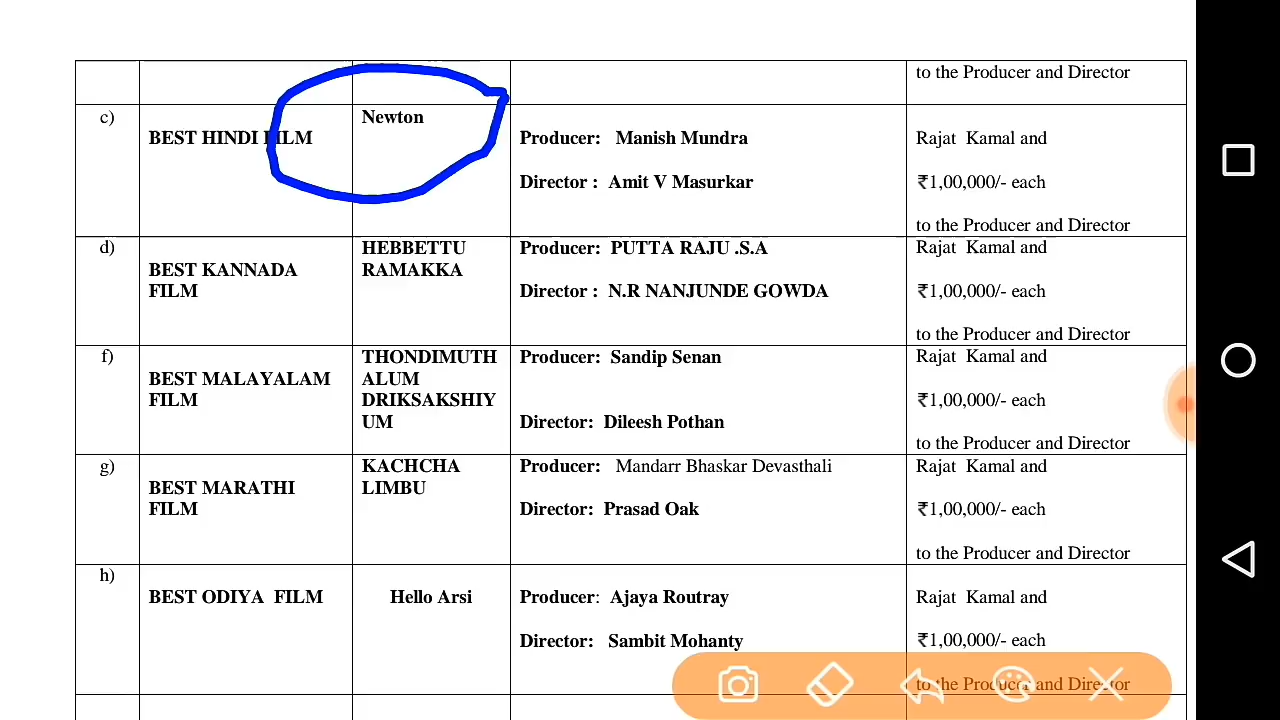 to the Producer and Director
c)
BEST HINDI FILM
Newton
Producer: Manish Mundra
Director : Amit V Masurkar
Rajat Kamal and
₹1,00,000/- each
to the Producer and Director
d)
BEST KANNADA
FILM
HEBBETTU
RAMAKKA
Producer: PUTTA RAJU .S.A
Director : N.R NANJUNDE GOWDA
Rajat Kamal and
₹1,00,000/- each
to the Producer and Director
f)
BEST MALAYALAM
FILM
THONDIMUTH
ALUM
DRIKSAKSHIY
UM
Producer: Sandip Senan
Director: Dileesh Pothan
Rajat Kamal and
₹1,00,000/- each
to the Producer and Director
g)
BEST MARATHI
FILM
KACHCHA
LIMBU
Producer: Mandarr Bhaskar Devasthali
Director: Prasad Oak
Rajat Kamal and
₹1,00,000/- each
to the Producer and Director
h)
BEST ODIYA FILM
Hello Arsi
Producer: Ajaya Routray
Director: Sambit Mohanty
Rajat Kamal and
₹1,00,000/- each
to the Producer and Director